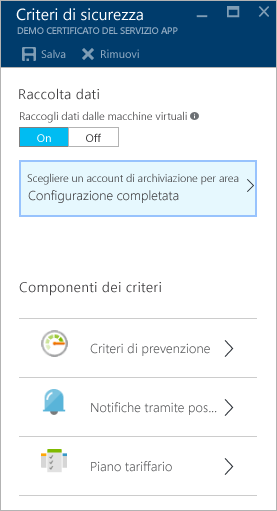 Criteri di sicurezza
DEMO CERTIFICATO DEL SERVIZIO APP
Salva Rimuovi
Raccolta dati
Raccogli dati dalle macchine virtuali
On Off
Scegliere un account di archiviazione per area
Configurazione completata
Componenti dei criteri
Criteri di prevenzione
Notifiche tramite pos...
Piano tariffario